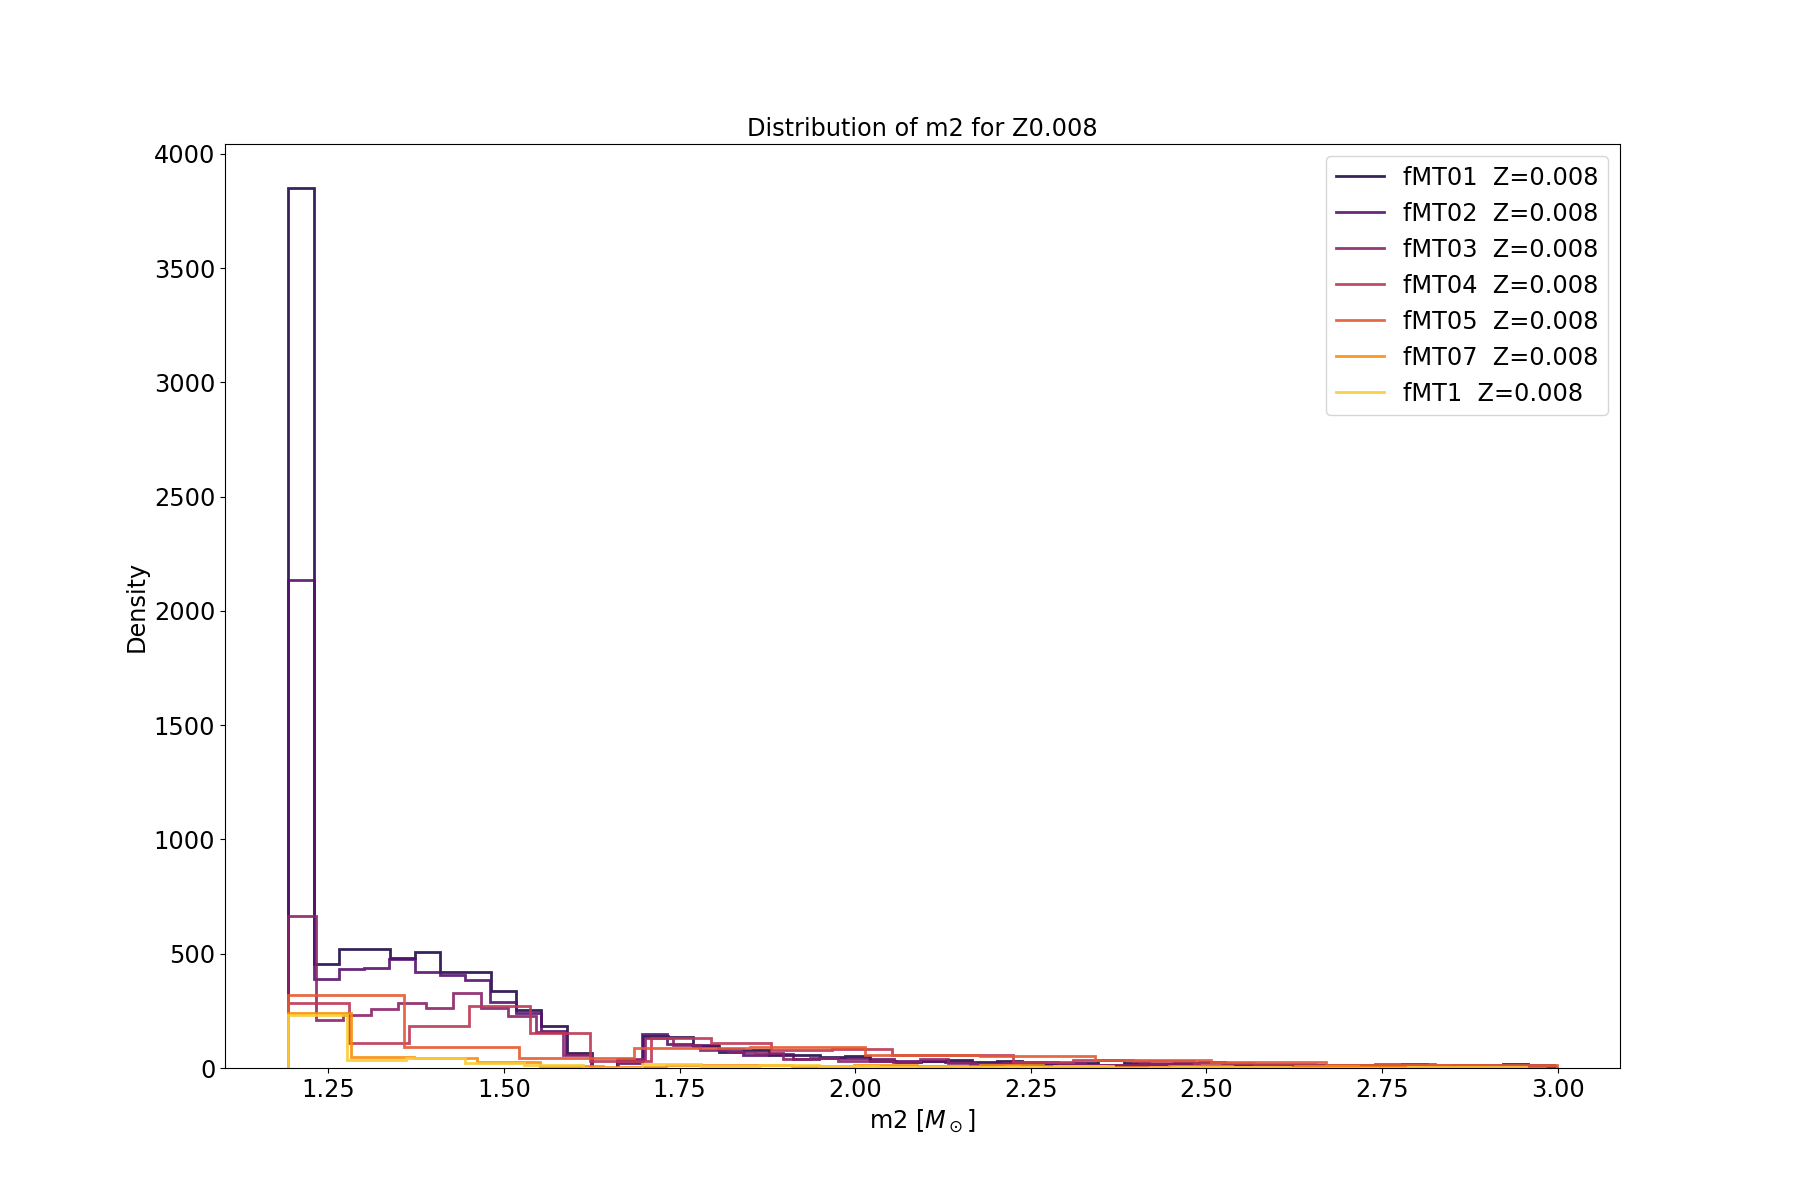 Distribution of m2 for Z0.008
4000
3500
3000
2500
2000
1500
1000
500
0
Density
fMT01 Z=0.008
fMT02 Z=0.008
fMT03 Z=0.008
fMT04 Z=0.008
fMT05 Z=0.008
fMT07 Z=0.008
fMT1 Z=0.008
1.25 1.50 1.75 2.00 2.25 2.50 2.75 3.00
m2 [M⊙]